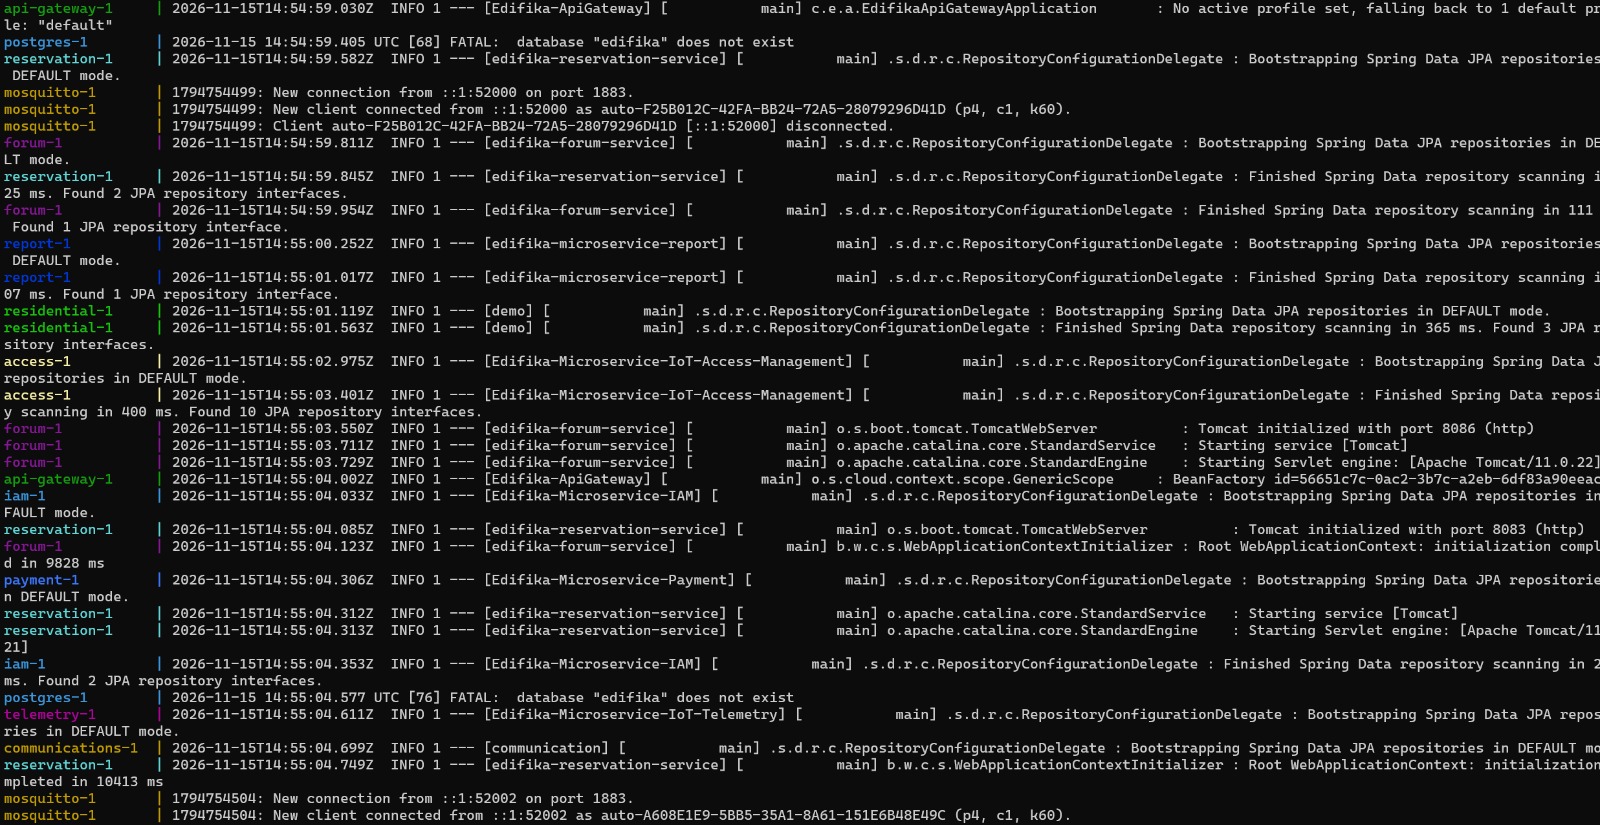 api-gateway-1      | 2026-11-15T14:54:59.030Z  INFO 1 --- [Edifika-ApiGateway] [           main] c.e.a.EdifikaApiGatewayApplication       : No active profile set, falling back to 1 default pr
le: "default"
postgres-1         | 2026-11-15 14:54:59.405 UTC [68] FATAL:  database "edifika" does not exist
reservation-1      | 2026-11-15T14:54:59.582Z  INFO 1 --- [edifika-reservation-service] [           main] .s.d.r.c.RepositoryConfigurationDelegate : Bootstrapping Spring Data JPA repositories
 DEFAULT mode.
mosquitto-1        | 1794754499: New connection from ::1:52000 on port 1883.
mosquitto-1        | 1794754499: New client connected from ::1:52000 as auto-F25B012C-42FA-BB24-72A5-28079296D41D (p4, c1, k60).
mosquitto-1        | 1794754499: Client auto-F25B012C-42FA-BB24-72A5-28079296D41D [::1:52000] disconnected.
forum-1            | 2026-11-15T14:54:59.811Z  INFO 1 --- [edifika-forum-service] [           main] .s.d.r.c.RepositoryConfigurationDelegate : Bootstrapping Spring Data JPA repositories in DE
LT mode.
reservation-1      | 2026-11-15T14:54:59.845Z  INFO 1 --- [edifika-reservation-service] [           main] .s.d.r.c.RepositoryConfigurationDelegate : Finished Spring Data repository scanning i
25 ms. Found 2 JPA repository interfaces.
forum-1            | 2026-11-15T14:54:59.954Z  INFO 1 --- [edifika-forum-service] [           main] .s.d.r.c.RepositoryConfigurationDelegate : Finished Spring Data repository scanning in 111
 Found 1 JPA repository interface.
report-1           | 2026-11-15T14:55:00.252Z  INFO 1 --- [edifika-microservice-report] [           main] .s.d.r.c.RepositoryConfigurationDelegate : Bootstrapping Spring Data JPA repositories
 DEFAULT mode.
report-1           | 2026-11-15T14:55:01.017Z  INFO 1 --- [edifika-microservice-report] [           main] .s.d.r.c.RepositoryConfigurationDelegate : Finished Spring Data repository scanning i
07 ms. Found 1 JPA repository interface.
residential-1      | 2026-11-15T14:55:01.119Z  INFO 1 --- [demo] [           main] .s.d.r.c.RepositoryConfigurationDelegate : Bootstrapping Spring Data JPA repositories in DEFAULT mode.
residential-1      | 2026-11-15T14:55:01.563Z  INFO 1 --- [demo] [           main] .s.d.r.c.RepositoryConfigurationDelegate : Finished Spring Data repository scanning in 365 ms. Found 3 JPA r
sitory interfaces.
access-1           | 2026-11-15T14:55:02.975Z  INFO 1 --- [Edifika-Microservice-IoT-Access-Management] [           main] .s.d.r.c.RepositoryConfigurationDelegate : Bootstrapping Spring Data J
repositories in DEFAULT mode.
access-1           | 2026-11-15T14:55:03.401Z  INFO 1 --- [Edifika-Microservice-IoT-Access-Management] [           main] .s.d.r.c.RepositoryConfigurationDelegate : Finished Spring Data reposi
y scanning in 400 ms. Found 10 JPA repository interfaces.
forum-1            | 2026-11-15T14:55:03.550Z  INFO 1 --- [edifika-forum-service] [           main] o.s.boot.tomcat.TomcatWebServer          : Tomcat initialized with port 8086 (http)
forum-1            | 2026-11-15T14:55:03.711Z  INFO 1 --- [edifika-forum-service] [           main] o.apache.catalina.core.StandardService   : Starting service [Tomcat]
forum-1            | 2026-11-15T14:55:03.729Z  INFO 1 --- [edifika-forum-service] [           main] o.apache.catalina.core.StandardEngine    : Starting Servlet engine: [Apache Tomcat/11.0.22]
api-gateway-1      | 2026-11-15T14:55:04.002Z  INFO 1 --- [Edifika-ApiGateway] [           main] o.s.cloud.context.scope.GenericScope     : BeanFactory id=56651c7c-0ac2-3b7c-a2eb-6df83a90eeac
iam-1              | 2026-11-15T14:55:04.033Z  INFO 1 --- [Edifika-Microservice-IAM] [           main] .s.d.r.c.RepositoryConfigurationDelegate : Bootstrapping Spring Data JPA repositories in
FAULT mode.
reservation-1      | 2026-11-15T14:55:04.085Z  INFO 1 --- [edifika-reservation-service] [           main] o.s.boot.tomcat.TomcatWebServer          : Tomcat initialized with port 8083 (http)
forum-1            | 2026-11-15T14:55:04.123Z  INFO 1 --- [edifika-forum-service] [           main] b.w.c.s.WebApplicationContextInitializer : Root WebApplicationContext: initialization compl
d in 9828 ms
payment-1          | 2026-11-15T14:55:04.306Z  INFO 1 --- [Edifika-Microservice-Payment] [           main] .s.d.r.c.RepositoryConfigurationDelegate : Bootstrapping Spring Data JPA repositorie
n DEFAULT mode.
reservation-1      | 2026-11-15T14:55:04.312Z  INFO 1 --- [edifika-reservation-service] [           main] o.apache.catalina.core.StandardService   : Starting service [Tomcat]
reservation-1      | 2026-11-15T14:55:04.313Z  INFO 1 --- [edifika-reservation-service] [           main] o.apache.catalina.core.StandardEngine    : Starting Servlet engine: [Apache Tomcat/11
21]
iam-1              | 2026-11-15T14:55:04.353Z  INFO 1 --- [Edifika-Microservice-IAM] [           main] .s.d.r.c.RepositoryConfigurationDelegate : Finished Spring Data repository scanning in 2
ms. Found 2 JPA repository interfaces.
postgres-1         | 2026-11-15 14:55:04.577 UTC [76] FATAL:  database "edifika" does not exist
telemetry-1        | 2026-11-15T14:55:04.611Z  INFO 1 --- [Edifika-Microservice-IoT-Telemetry] [           main] .s.d.r.c.RepositoryConfigurationDelegate : Bootstrapping Spring Data JPA repos
ries in DEFAULT mode.
communications-1   | 2026-11-15T14:55:04.699Z  INFO 1 --- [communication] [           main] .s.d.r.c.RepositoryConfigurationDelegate : Bootstrapping Spring Data JPA repositories in DEFAULT mo
reservation-1      | 2026-11-15T14:55:04.749Z  INFO 1 --- [edifika-reservation-service] [           main] b.w.c.s.WebApplicationContextInitializer : Root WebApplicationContext: initialization
mpleted in 10413 ms
mosquitto-1        | 1794754504: New connection from ::1:52002 on port 1883.
mosquitto-1        | 1794754504: New client connected from ::1:52002 as auto-A608E1E9-5BB5-35A1-8A61-151E6B48E49C (p4, c1, k60).